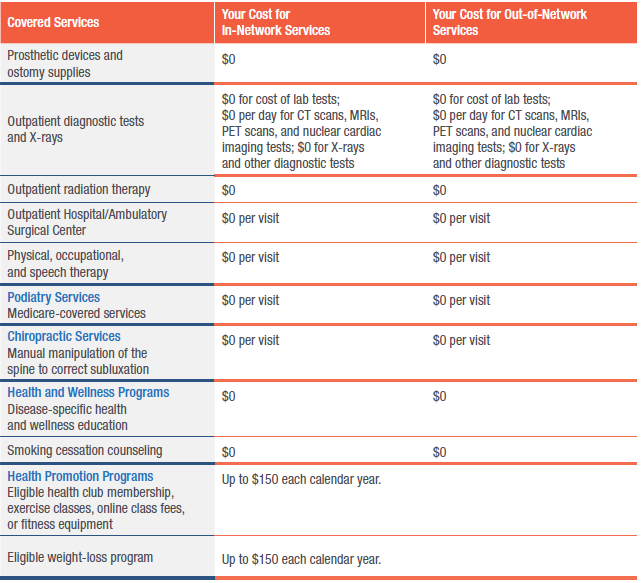 Covered Services
Your Cost for
In-Network Services
Your Cost for Out-of-Network
Services
Prosthetic devices and
ostomy supplies
$0
$0
Outpatient diagnostic tests
and X-rays
$0 for cost of lab tests;
$0 per day for CT scans, MRIs,
PET scans, and nuclear cardiac
imaging tests; $0 for X-rays
and other diagnostic tests
$0 for cost of lab tests;
$0 per day for CT scans, MRIs,
PET scans, and nuclear cardiac
imaging tests; $0 for X-rays
and other diagnostic tests
Outpatient radiation therapy
$0
$0
Outpatient Hospital/Ambulatory
Surgical Center
$0 per visit
$0 per visit
Physical, occupational,
and speech therapy
$0 per visit
$0 per visit
Podiatry Services
Medicare-covered services
$0 per visit
$0 per visit
Chiropractic Services
Manual manipulation of the
spine to correct subluxation
$0 per visit
$0 per visit
Health and Wellness Programs
Disease-specific health
and wellness education
$0
$0
Smoking cessation counseling
$0
$0
Health Promotion Programs
Eligible health club membership,
exercise classes, online class fees,
or fitness equipment
Up to $150 each calendar year.
Eligible weight-loss program
Up to $150 each calendar year.